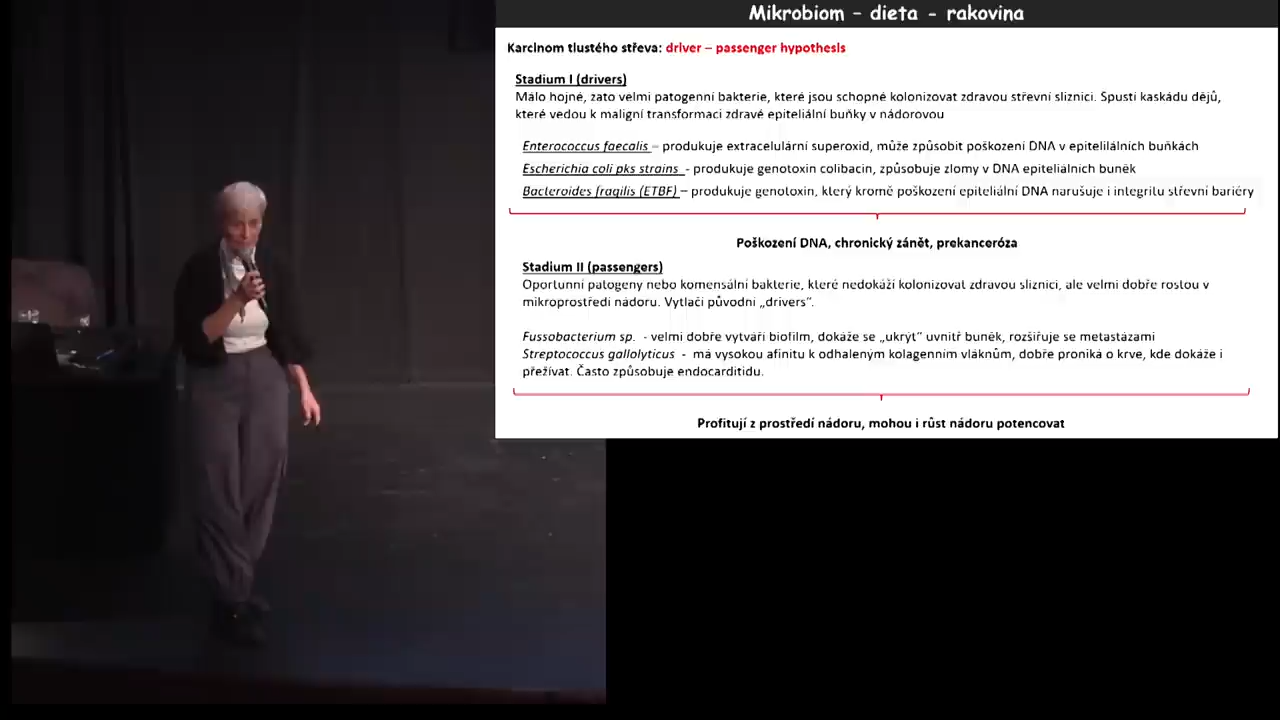 Mikrobiom – dieta - rakovina
Karcinom tlustého střeva: driver – passenger hypothesis
Stadium I (drivers)
Málo hojné, zato velmi patogenní bakterie, které jsou schopné kolonizovat zdravou střevní sliznici. Spustí kaskádu dějů,
které vedou k maligní transformaci zdravé epiteliální buňky v nádorovou
Enterococcus faecalis – produkuje extracelulární superoxid, může způsobit poškození DNA v epitelilálních buňkách
Escherichia coli pks strains - produkuje genotoxin colibacin, způsobuje zlomy v DNA epiteliálních buněk
Bacteroides fragilis (ETBF) – produkuje genotoxin, který kromě poškození epiteliální DNA narušuje i integritu střevní bariéry
Poškození DNA, chronický zánět, prekanceróza
Stadium II (passengers)
Oportunní patogeny nebo komensální bakterie, které nedokáží kolonizovat zdravou sliznici, ale velmi dobře rostou v
mikroprostředí nádoru. Vytlačí původní „drivers“.
Fussobacterium sp. - velmi dobře vytváří biofilm, dokáže se „ukrýt“ uvnitř buněk, rozšiřuje se metastázami
Streptococcus gallolyticus - má vysokou afinitu k odhaleným kolagenním vláknům, dobře proniká o krve, kde dokáže i
přežívat. Často způsobuje endocarditidu.
Profitují z prostředí nádoru, mohou i růst nádoru potencovat